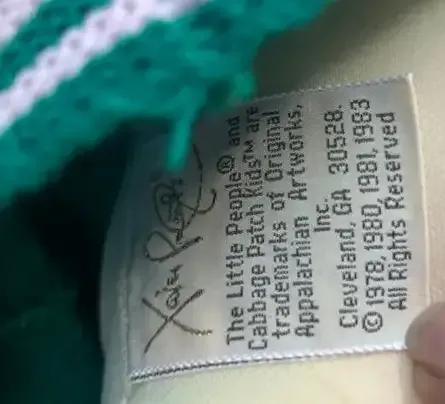 Xavier Roberts
The Little People® and
Cabbage Patch Kids™ are
trademarks of Original
Appalachian Artworks,
Inc.
Cleveland, GA 30528.
©1978, 1980, 1981, 1983
All Rights Reserved